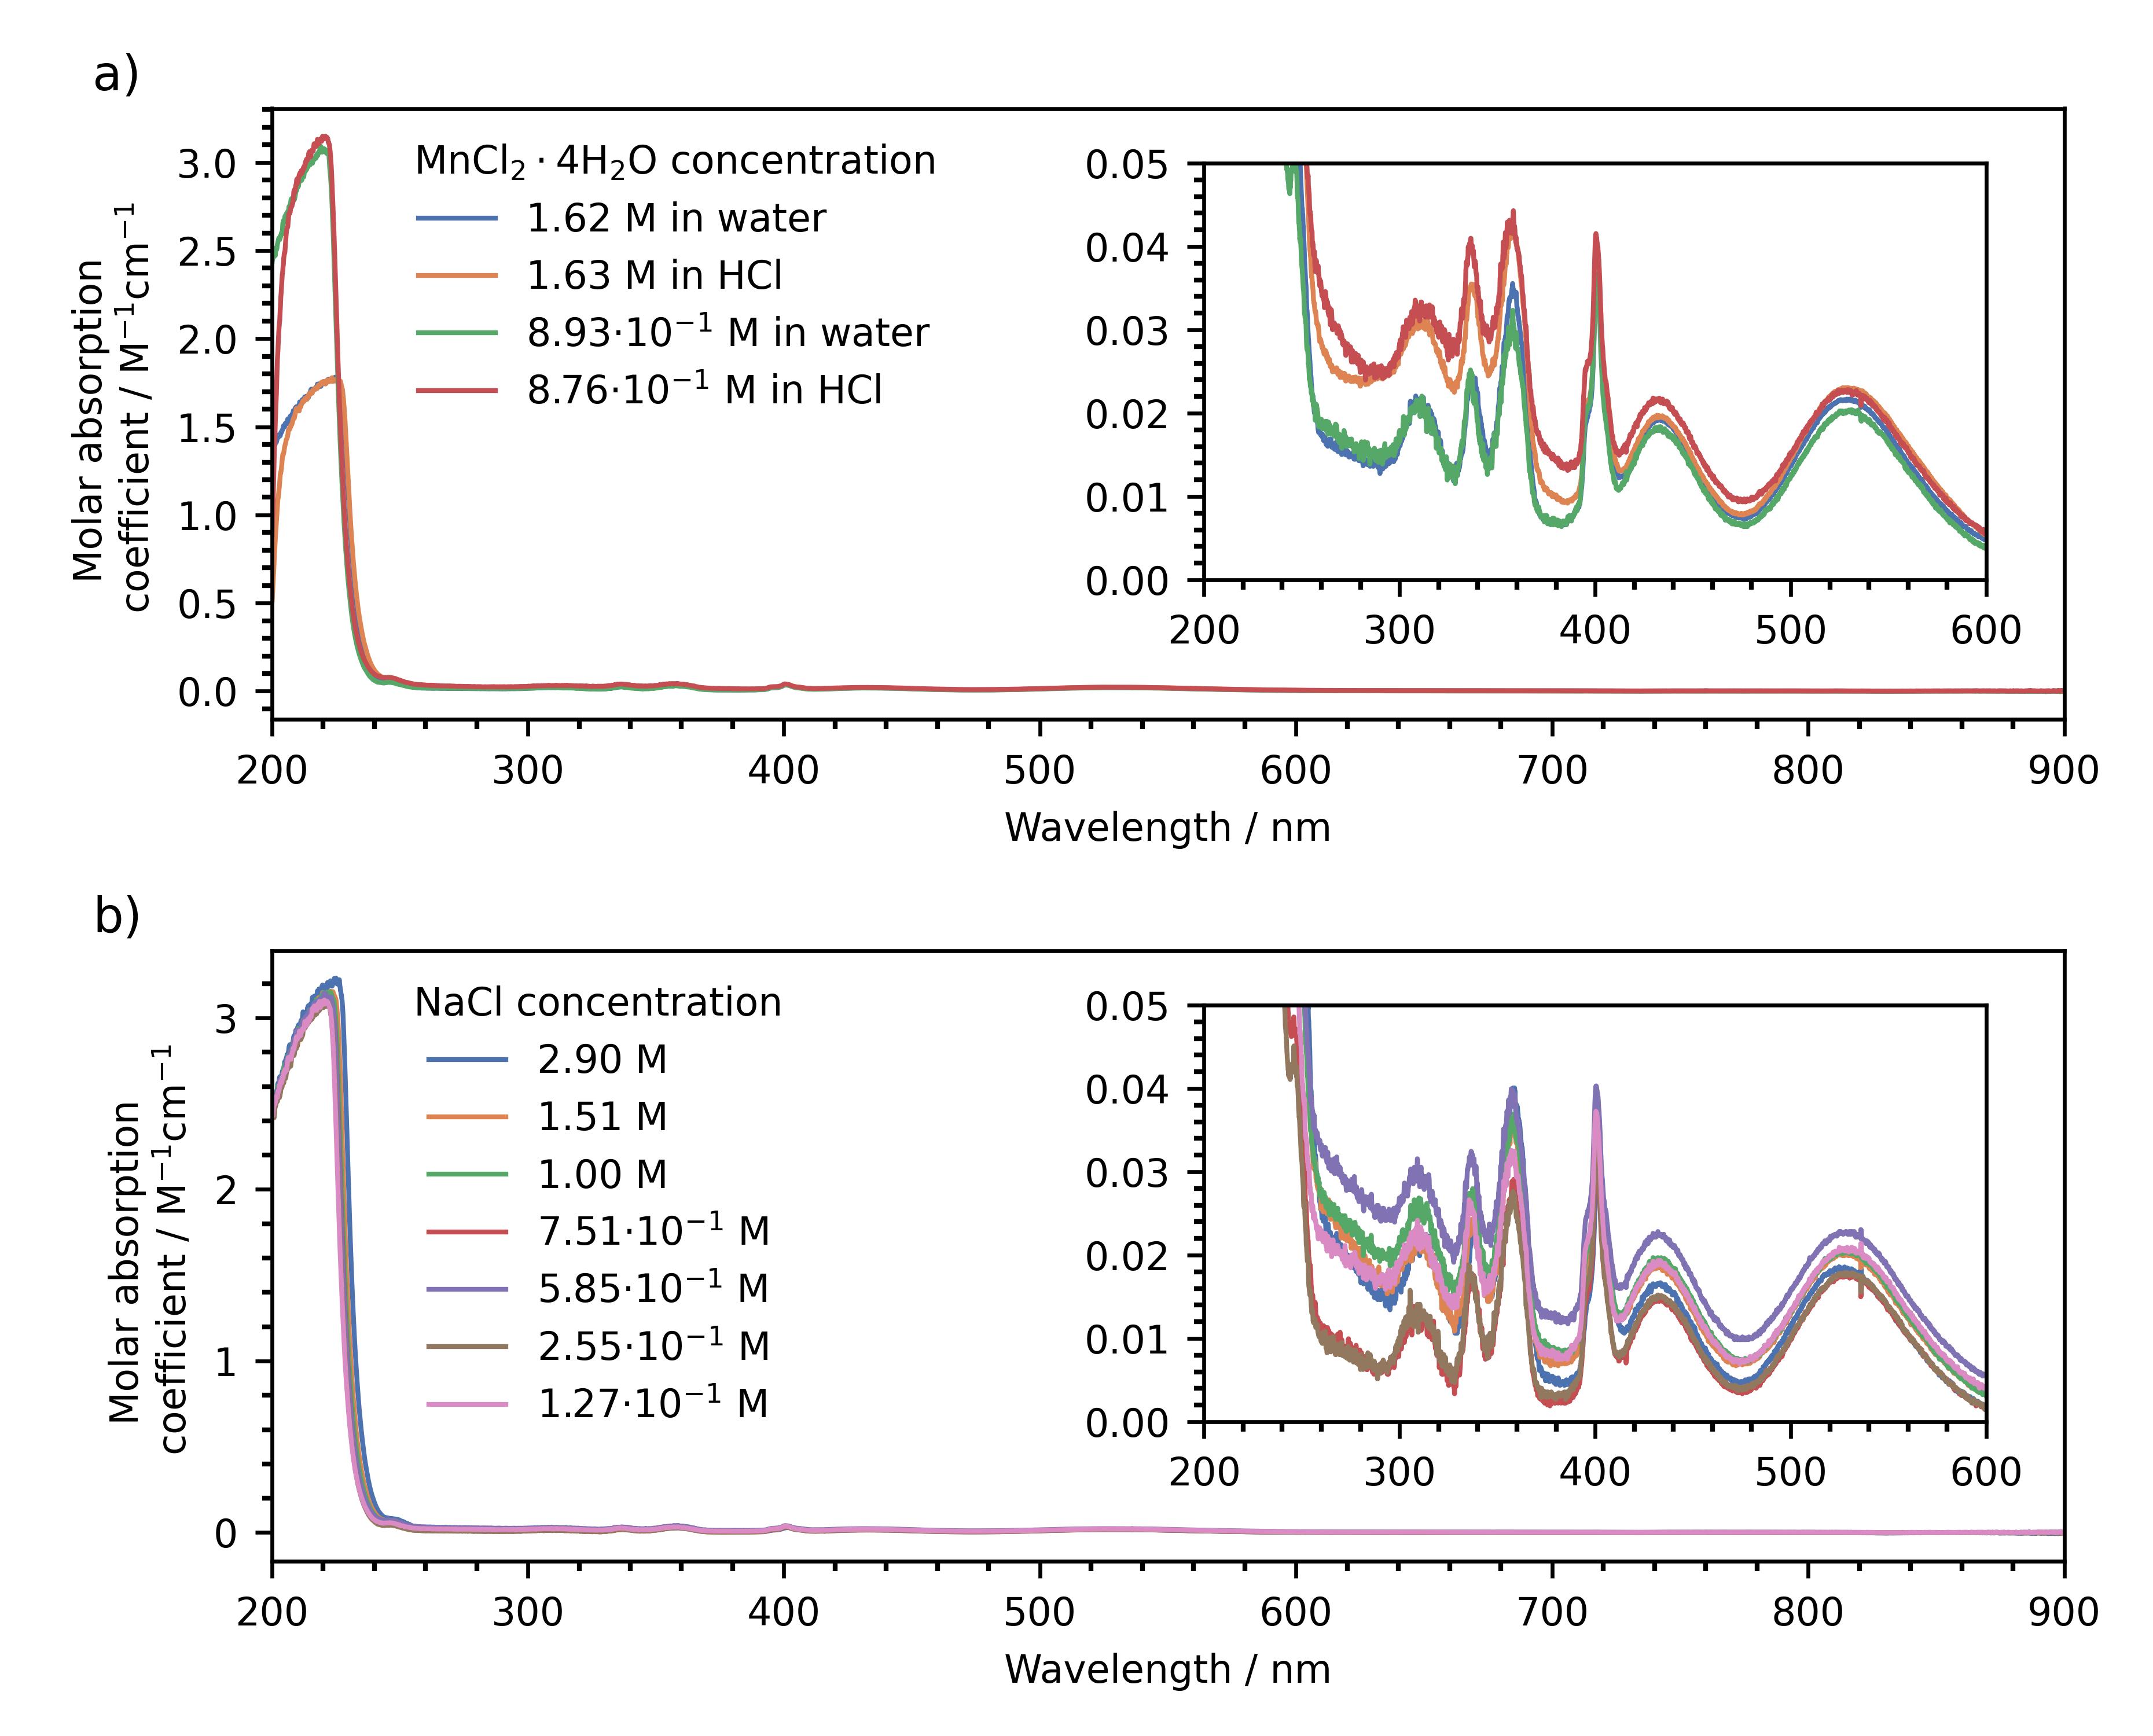 a)
Molar absorption
coefficient / M⁻¹cm⁻¹
3.0
2.5
2.0
1.5
1.0
0.5
0.0
MnCl₂ · 4H₂O concentration
1.62 M in water
1.63 M in HCl
8.93·10⁻¹ M in water
8.76·10⁻¹ M in HCl
0.05
0.04
0.03
0.02
0.01
0.00
200 300 400 500 600
200 300 400 500 600 700 800 900
Wavelength / nm
b)
Molar absorption
coefficient / M⁻¹cm⁻¹
3
2
1
0
NaCl concentration
2.90 M
1.51 M
1.00 M
7.51·10⁻¹ M
5.85·10⁻¹ M
2.55·10⁻¹ M
1.27·10⁻¹ M
0.05
0.04
0.03
0.02
0.01
0.00
200 300 400 500 600
200 300 400 500 600 700 800 900
Wavelength / nm